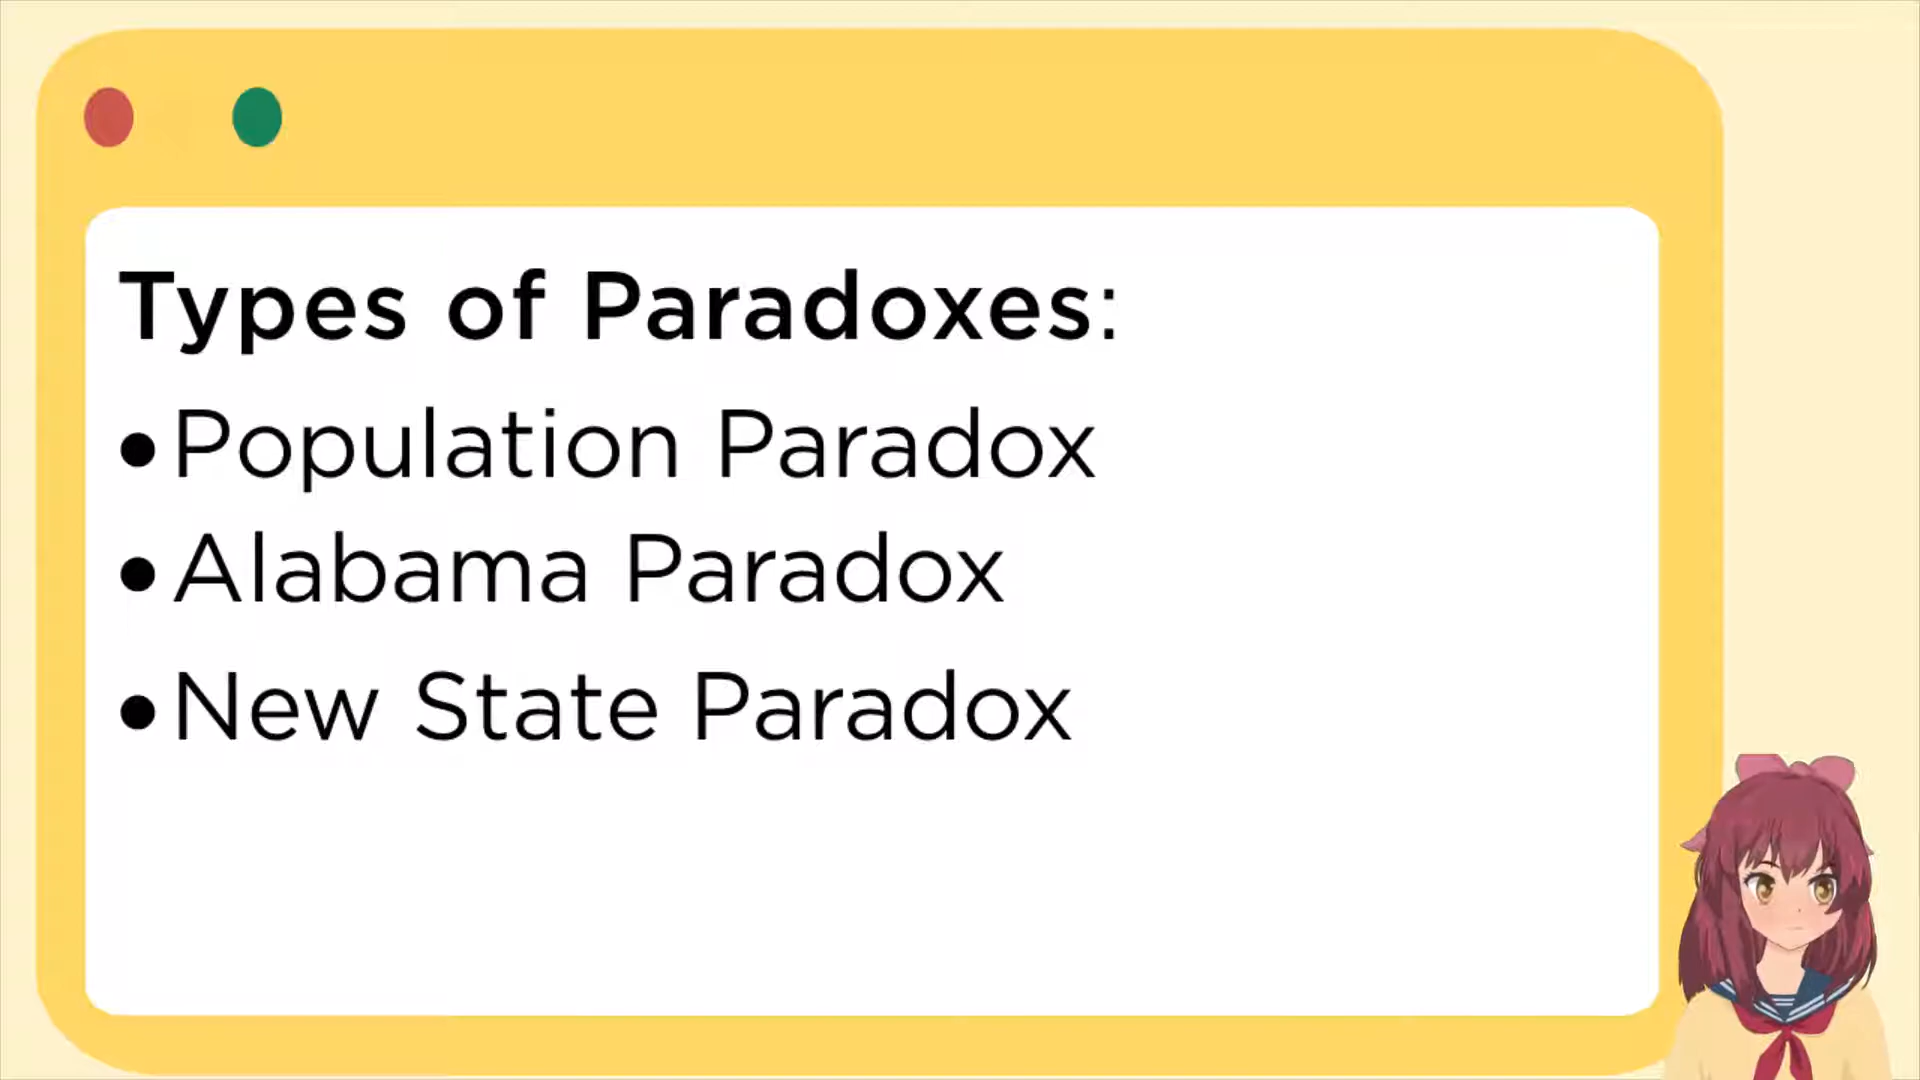 Types of Paradoxes:
•Population Paradox
•Alabama Paradox
•New State Paradox